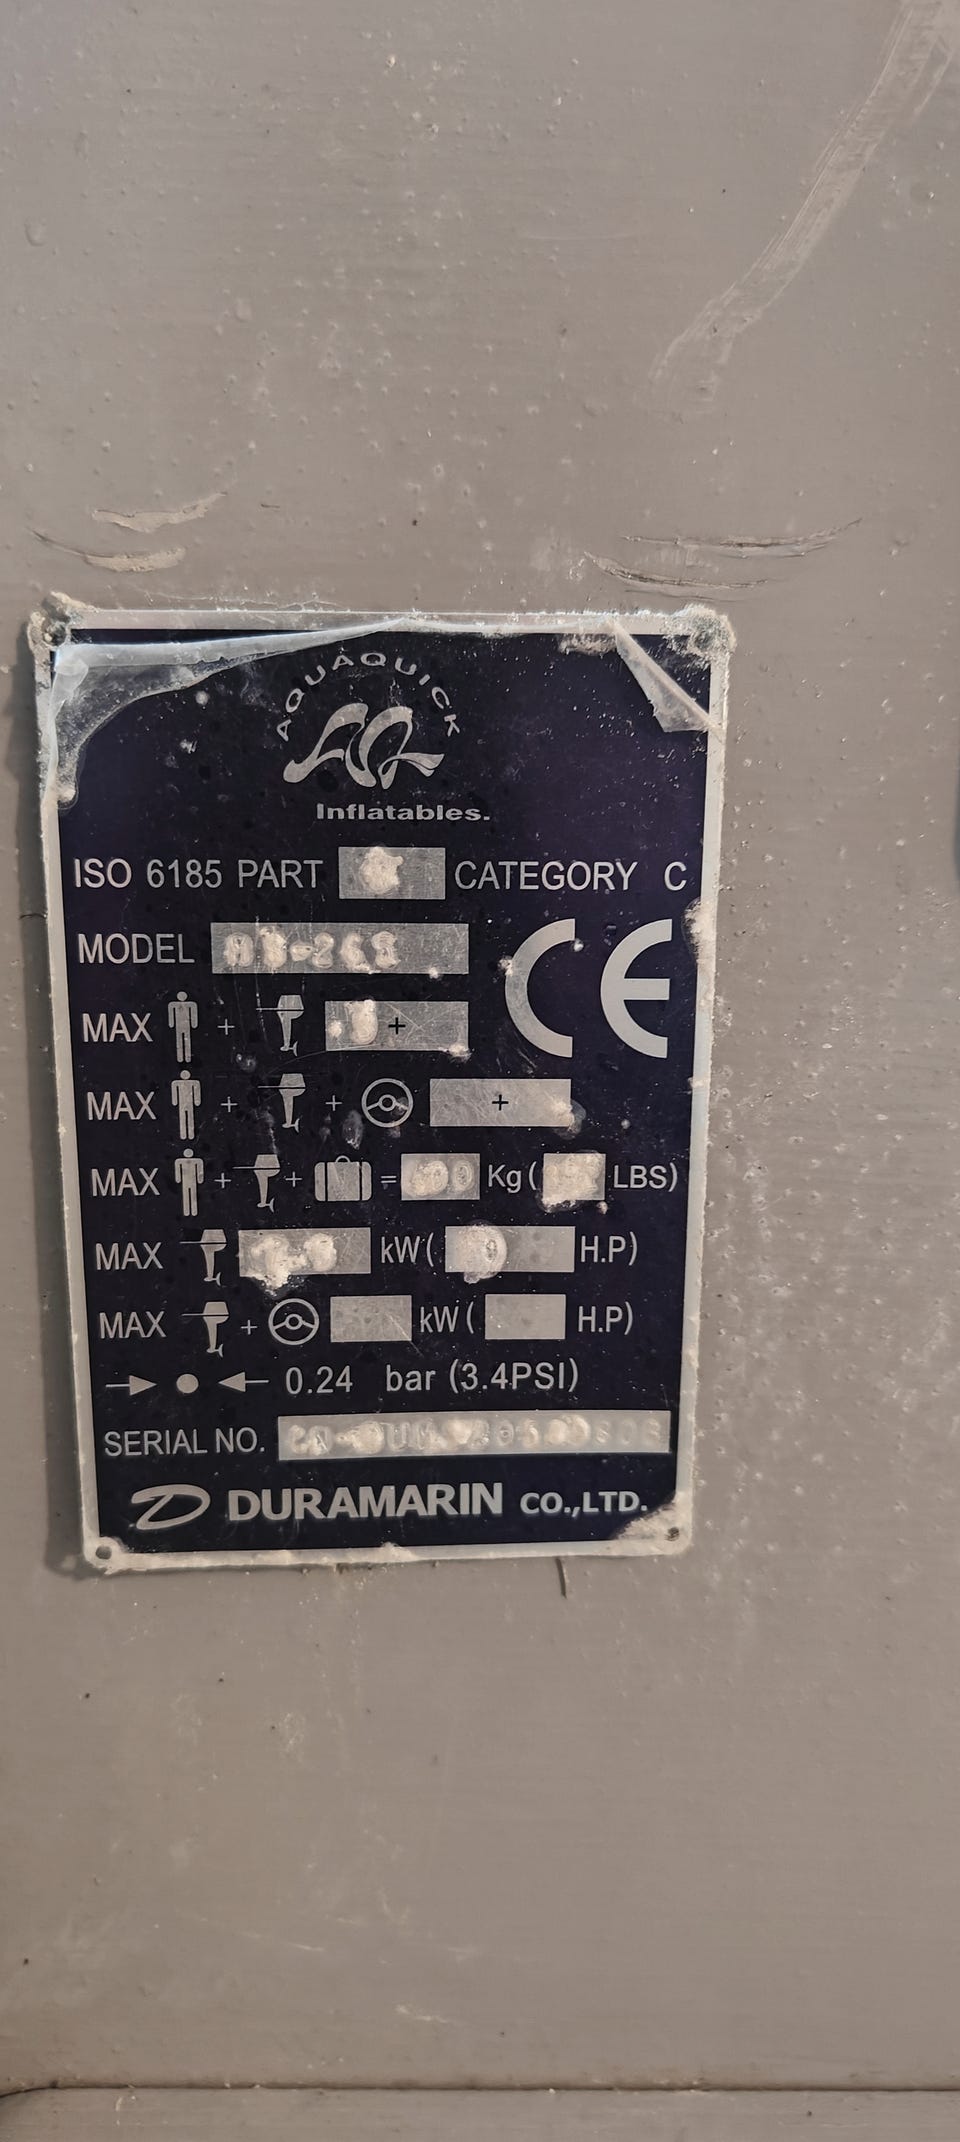 AQUAQUICK
Inflatables.
ISO 6185 PART CATEGORY C
MODEL
CE
MAX + +
MAX + + +
MAX + + = Kg ( LBS)
MAX kW ( 10 H.P)
MAX + kW ( H.P)
0.24 bar (3.4PSI)
SERIAL NO.
DURAMARIN CO.,LTD.